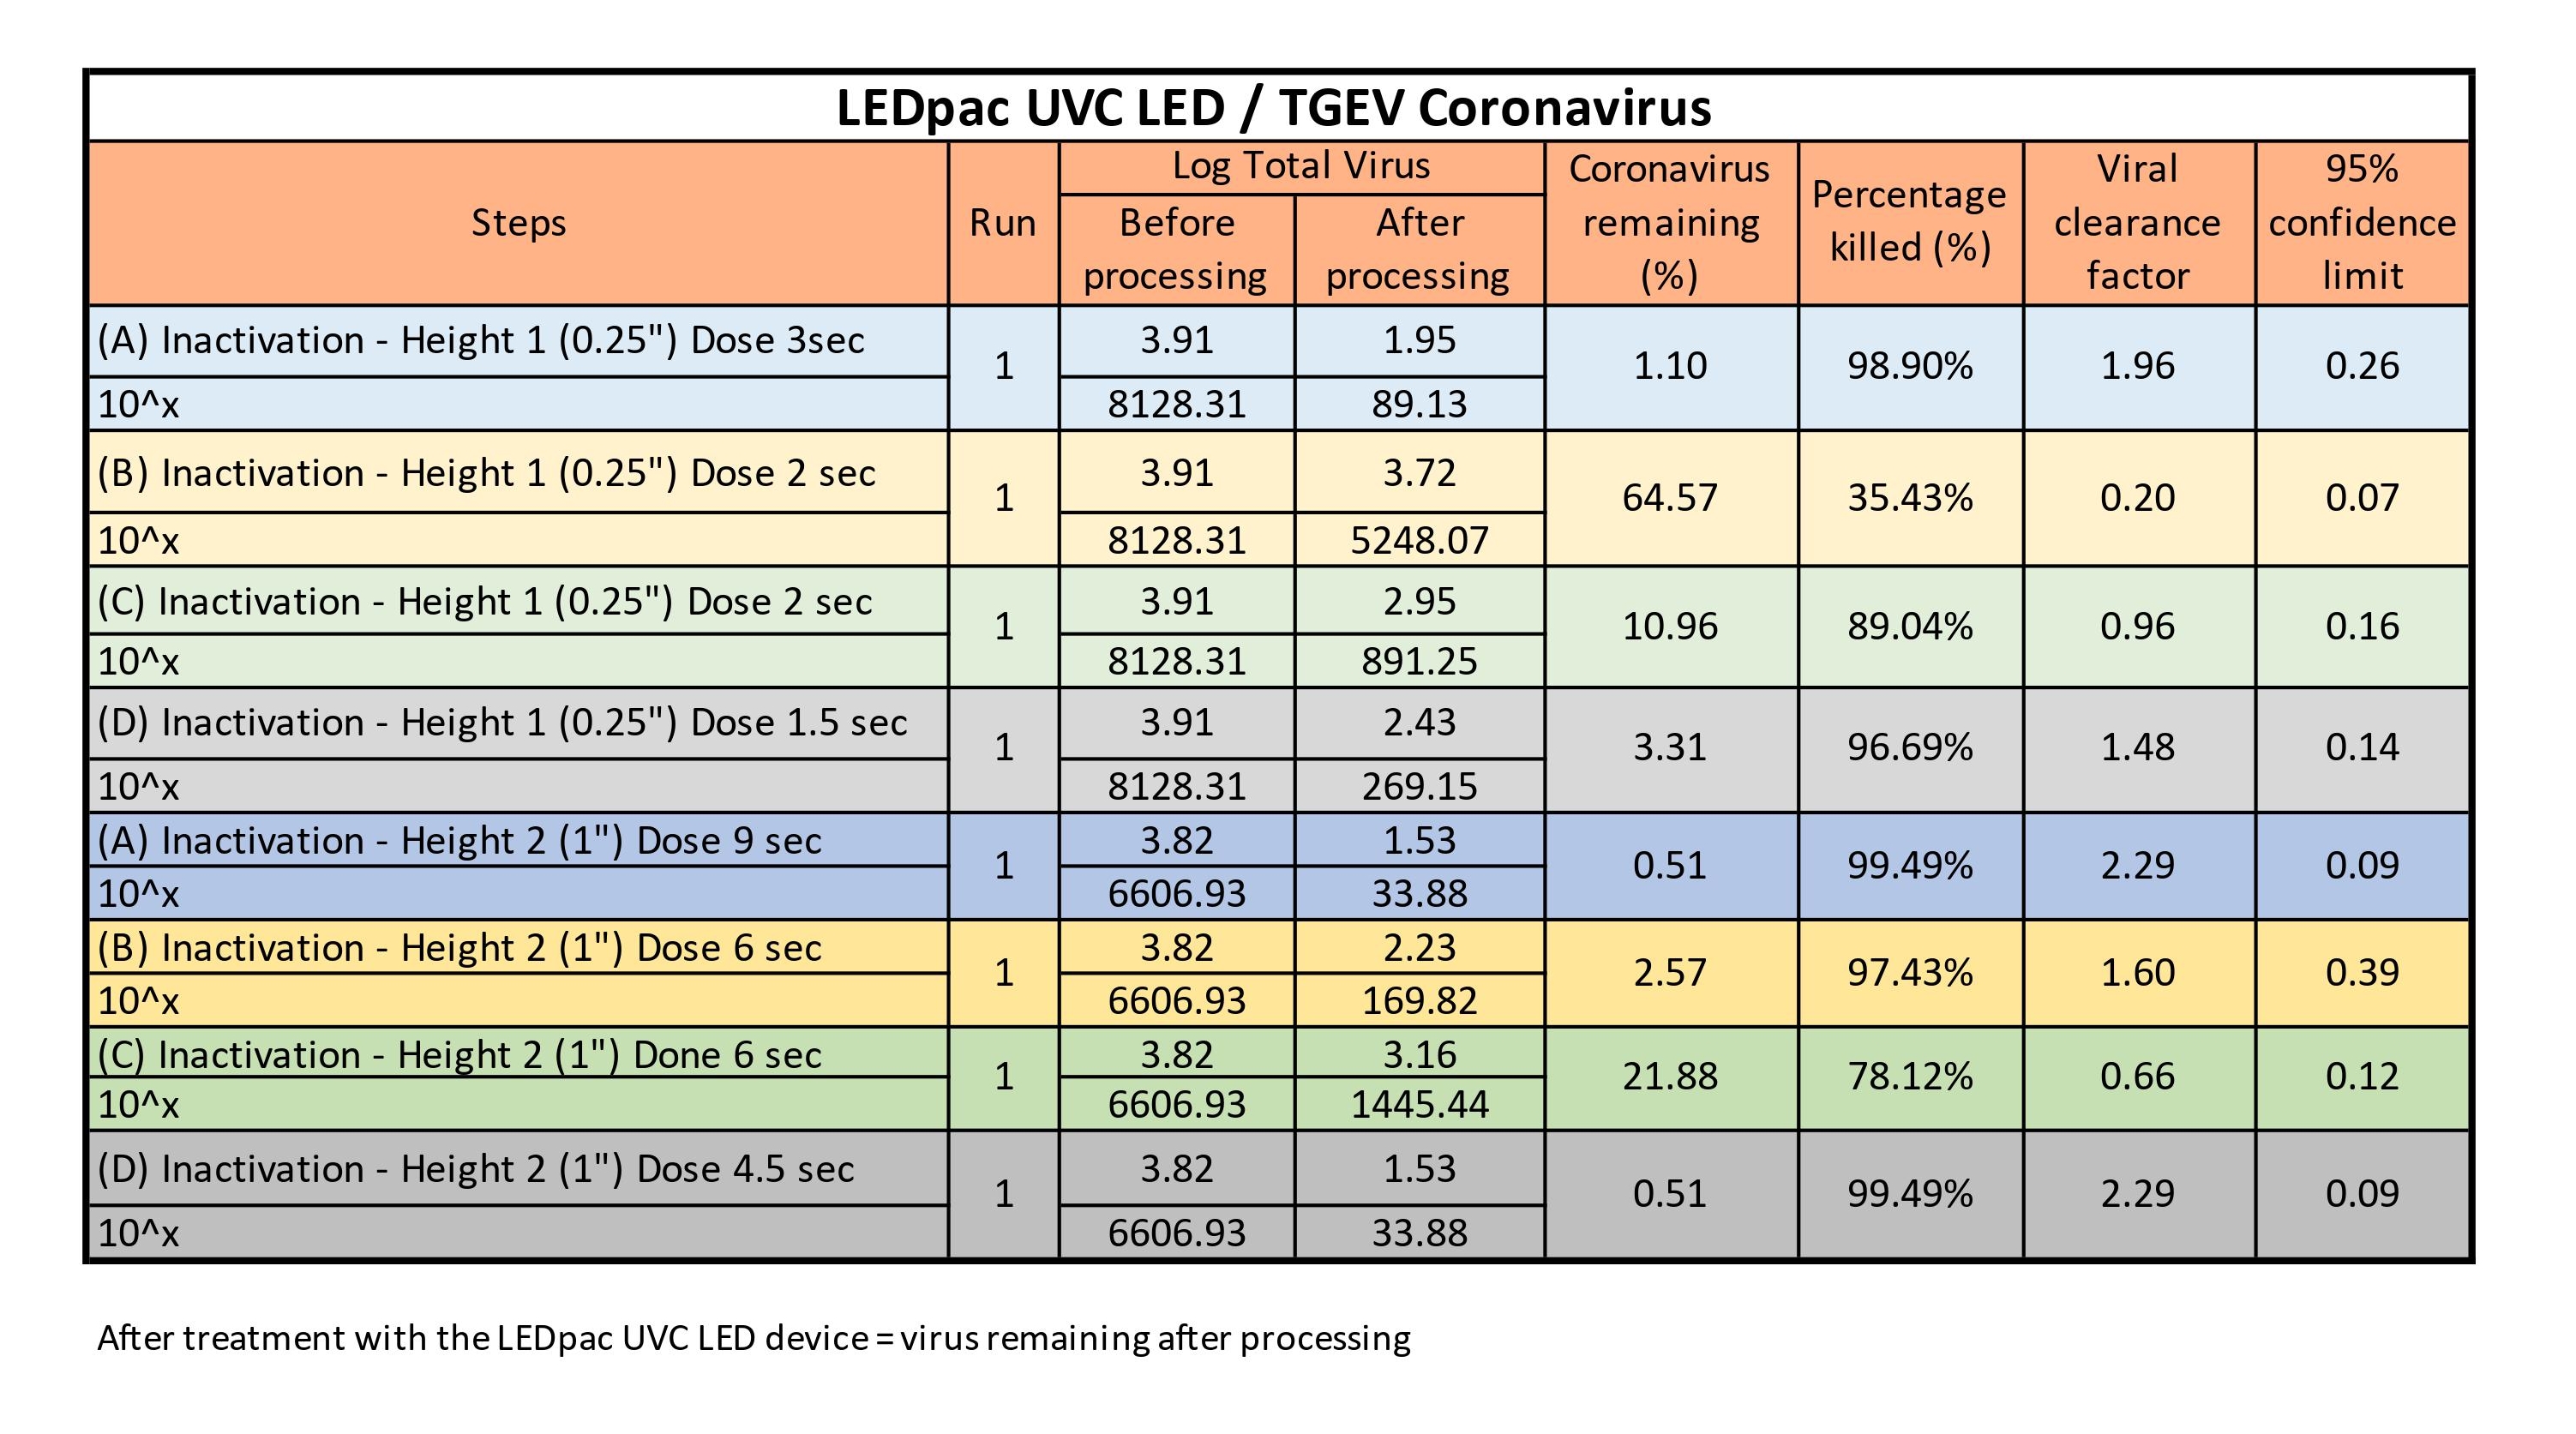 LEDpac UVC LED / TGEV Coronavirus
Steps
Run
Log Total Virus
Before
processing
After
processing
Coronavirus
remaining
(%)
Percentage
killed (%)
Viral
clearance
factor
95%
confidence
limit
(A) Inactivation - Height 1 (0.25") Dose 3sec
1
3.91
1.95
1.10
98.90%
1.96
0.26
10^x
8128.31
89.13
(B) Inactivation - Height 1 (0.25") Dose 2 sec
1
3.91
3.72
64.57
35.43%
0.20
0.07
10^x
8128.31
5248.07
(C) Inactivation - Height 1 (0.25") Dose 2 sec
1
3.91
2.95
10.96
89.04%
0.96
0.16
10^x
8128.31
891.25
(D) Inactivation - Height 1 (0.25") Dose 1.5 sec
1
3.91
2.43
3.31
96.69%
1.48
0.14
10^x
8128.31
269.15
(A) Inactivation - Height 2 (1") Dose 9 sec
1
3.82
1.53
0.51
99.49%
2.29
0.09
10^x
6606.93
33.88
(B) Inactivation - Height 2 (1") Dose 6 sec
1
3.82
2.23
2.57
97.43%
1.60
0.39
10^x
6606.93
169.82
(C) Inactivation - Height 2 (1") Done 6 sec
1
3.82
3.16
21.88
78.12%
0.66
0.12
10^x
6606.93
1445.44
(D) Inactivation - Height 2 (1") Dose 4.5 sec
1
3.82
1.53
0.51
99.49%
2.29
0.09
10^x
6606.93
33.88
After treatment with the LEDpac UVC LED device = virus remaining after processing